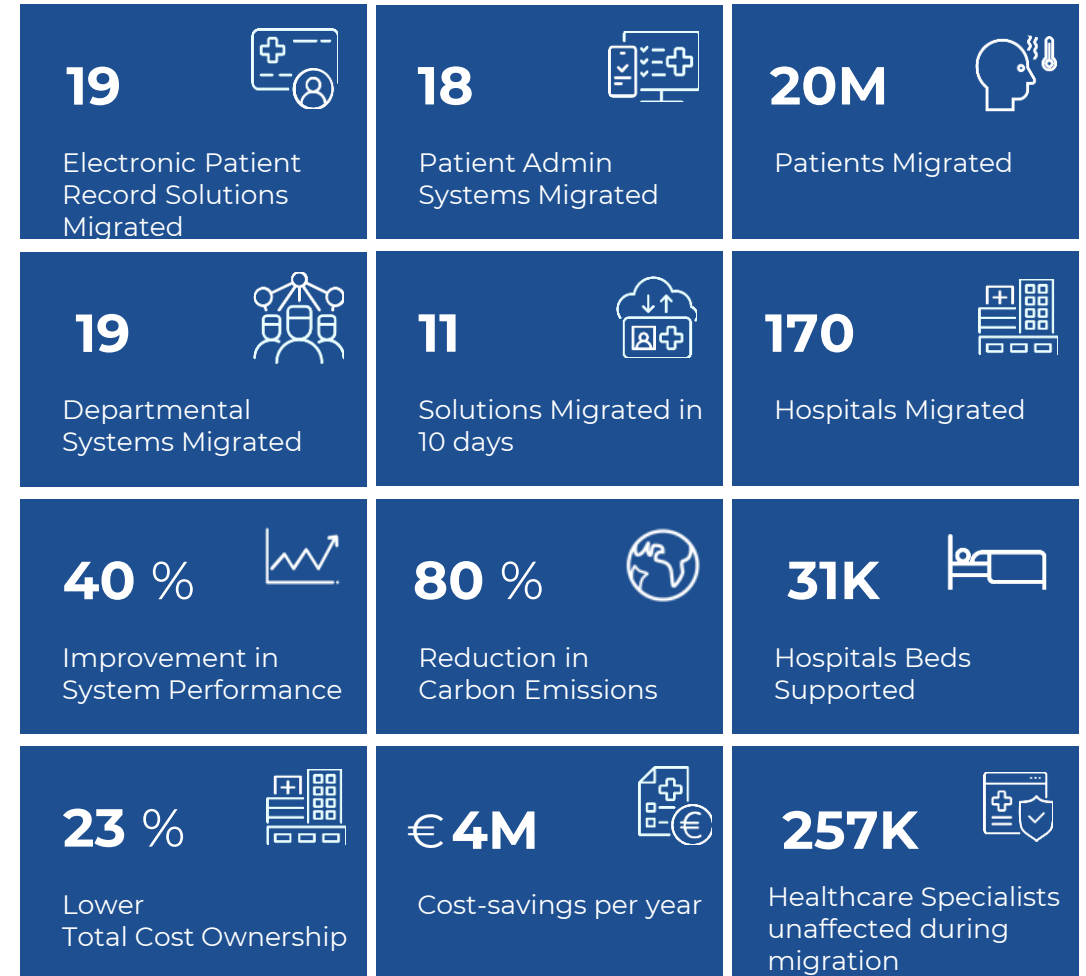 19
Electronic Patient
Record Solutions
Migrated
18
Patient Admin
Systems Migrated
20M
Patients Migrated
19
Departmental
Systems Migrated
11
Solutions Migrated in
10 days
170
Hospitals Migrated
40 %
Improvement in
System Performance
80 %
Reduction in
Carbon Emissions
31K
Hospitals Beds
Supported
23 %
Lower
Total Cost Ownership
€4M
Cost-savings per year
257K
Healthcare Specialists
unaffected during
migration